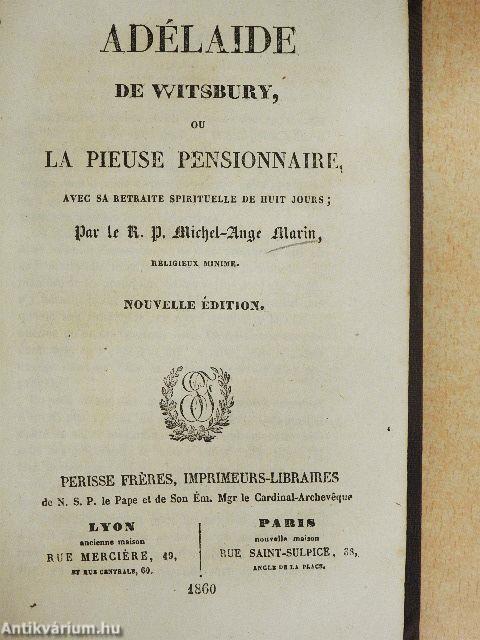 ADÉLAIDE
DE WITSBURY,
OU
LA PIEUSE PENSIONNAIRE,
AVEC SA RETRAITE SPIRITUELLE DE HUIT JOURS;
Par le R. P. Michel-Ange Marin,
RELIGIEUX MINIME.
NOUVELLE ÉDITION.
PERISSE FRÈRES, IMPRIMEURS-LIBRAIRES
de N. S. P. le Pape et de Son Ém. Mgr le Cardinal-Archevêque
LYON
ancienne maison
RUE MERCIÈRE, 49,
ET RUE CENTRALE, 60.
PARIS
nouvelle maison
RUE SAINT-SULPICE, 38,
ANGLE DE LA PLACE.
1860
Antikvárium.hu